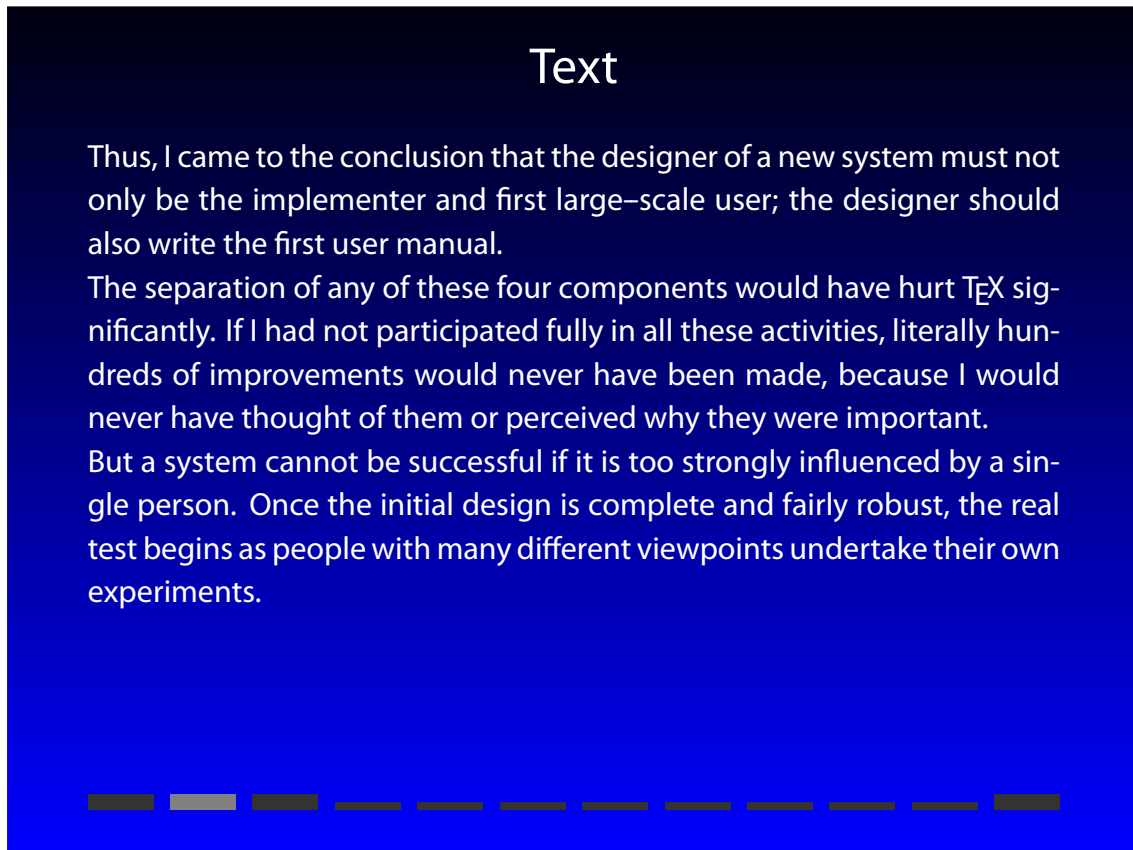 Text
Thus, I came to the conclusion that the designer of a new system must not
only be the implementer and first large–scale user; the designer should
also write the first user manual.
The separation of any of these four components would have hurt TEX sig-
nificantly. If I had not participated fully in all these activities, literally hun-
dreds of improvements would never have been made, because I would
never have thought of them or perceived why they were important.
But a system cannot be successful if it is too strongly influenced by a sin-
gle person. Once the initial design is complete and fairly robust, the real
test begins as people with many different viewpoints undertake their own
experiments.